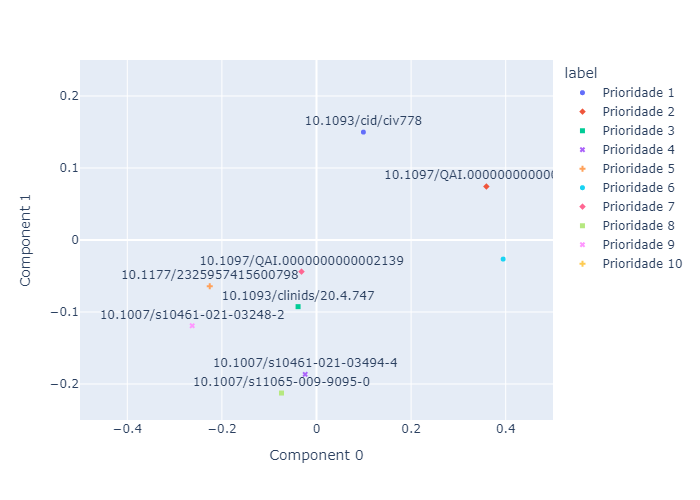 label
Prioridade 1
Prioridade 2
Prioridade 3
Prioridade 4
Prioridade 5
Prioridade 6
Prioridade 7
Prioridade 8
Prioridade 9
Prioridade 10
Component 1
0.2
0.1
0
−0.1
−0.2
10.1093/cid/civ778
10.1097/QAI.000000000000
10.1097/QAI.0000000000002139
10.1177/2325957415600798
10.1093/clinids/20.4.747
10.1007/s10461-021-03248-2
10.1007/s10461-021-03494-4
10.1007/s11065-009-9095-0
−0.4
−0.2
0
0.2
0.4
Component 0